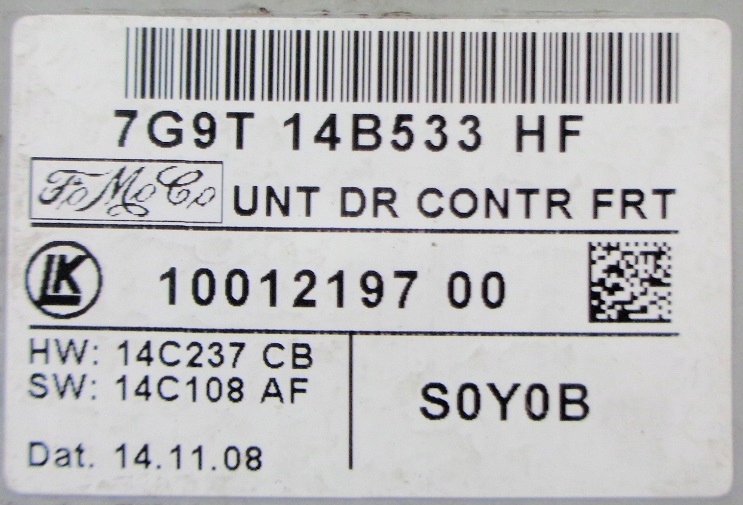 7G9T 14B533 HF
FoMoCo UNT DR CONTR FRT
LK 10012197 00
HW: 14C237 CB
SW: 14C108 AF
Dat. 14.11.08
S0Y0B